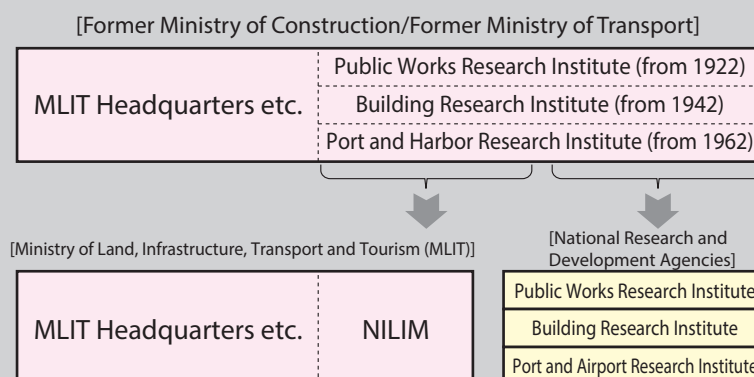 [Former Ministry of Construction/Former Ministry of Transport]
MLIT Headquarters etc.
Public Works Research Institute (from 1922)
Building Research Institute (from 1942)
Port and Harbor Research Institute (from 1962)
[Ministry of Land, Infrastructure, Transport and Tourism (MLIT)]
MLIT Headquarters etc.
NILIM
[National Research and
Development Agencies]
Public Works Research Institute
Building Research Institute
Port and Airport Research Institute